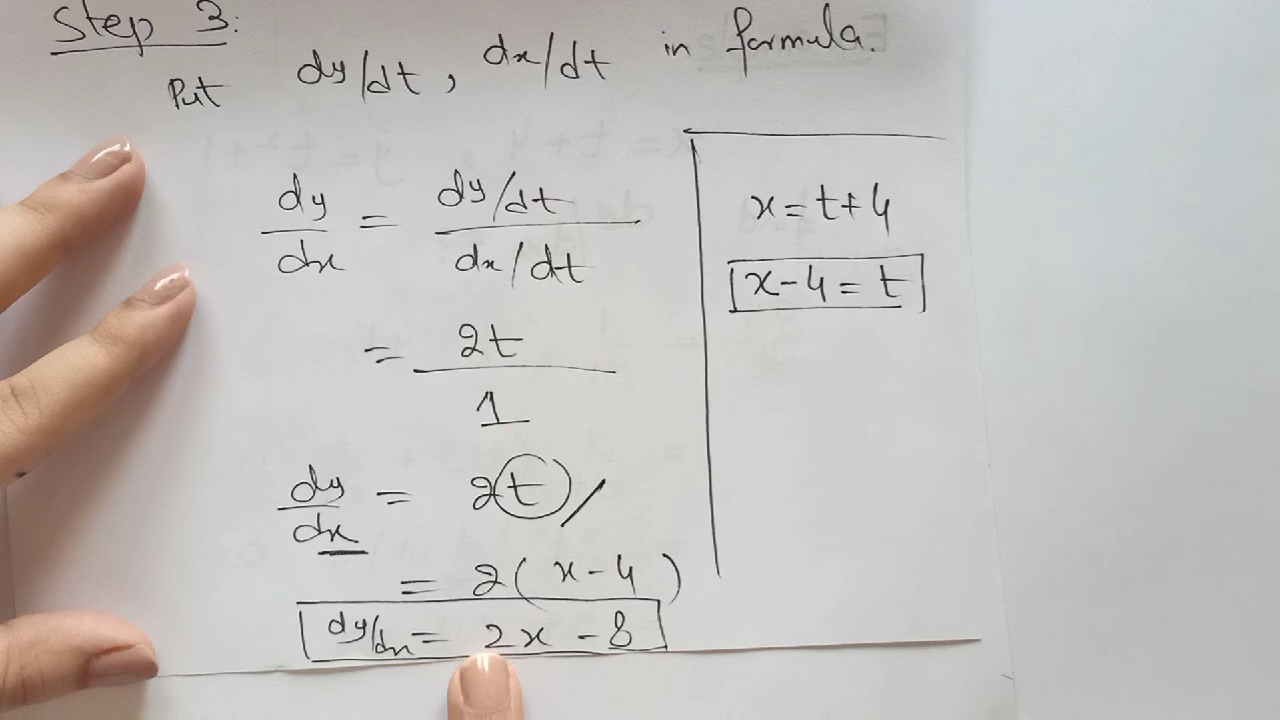 Step 3:
Put dy/dt, dx/dt in formula.
dy/dx = dy/dt / dx/dt
= 2t / 1
dy/dx = 2t
= 2(x-4)
dy/dx = 2x - 8
x = t+4
x-4 = t